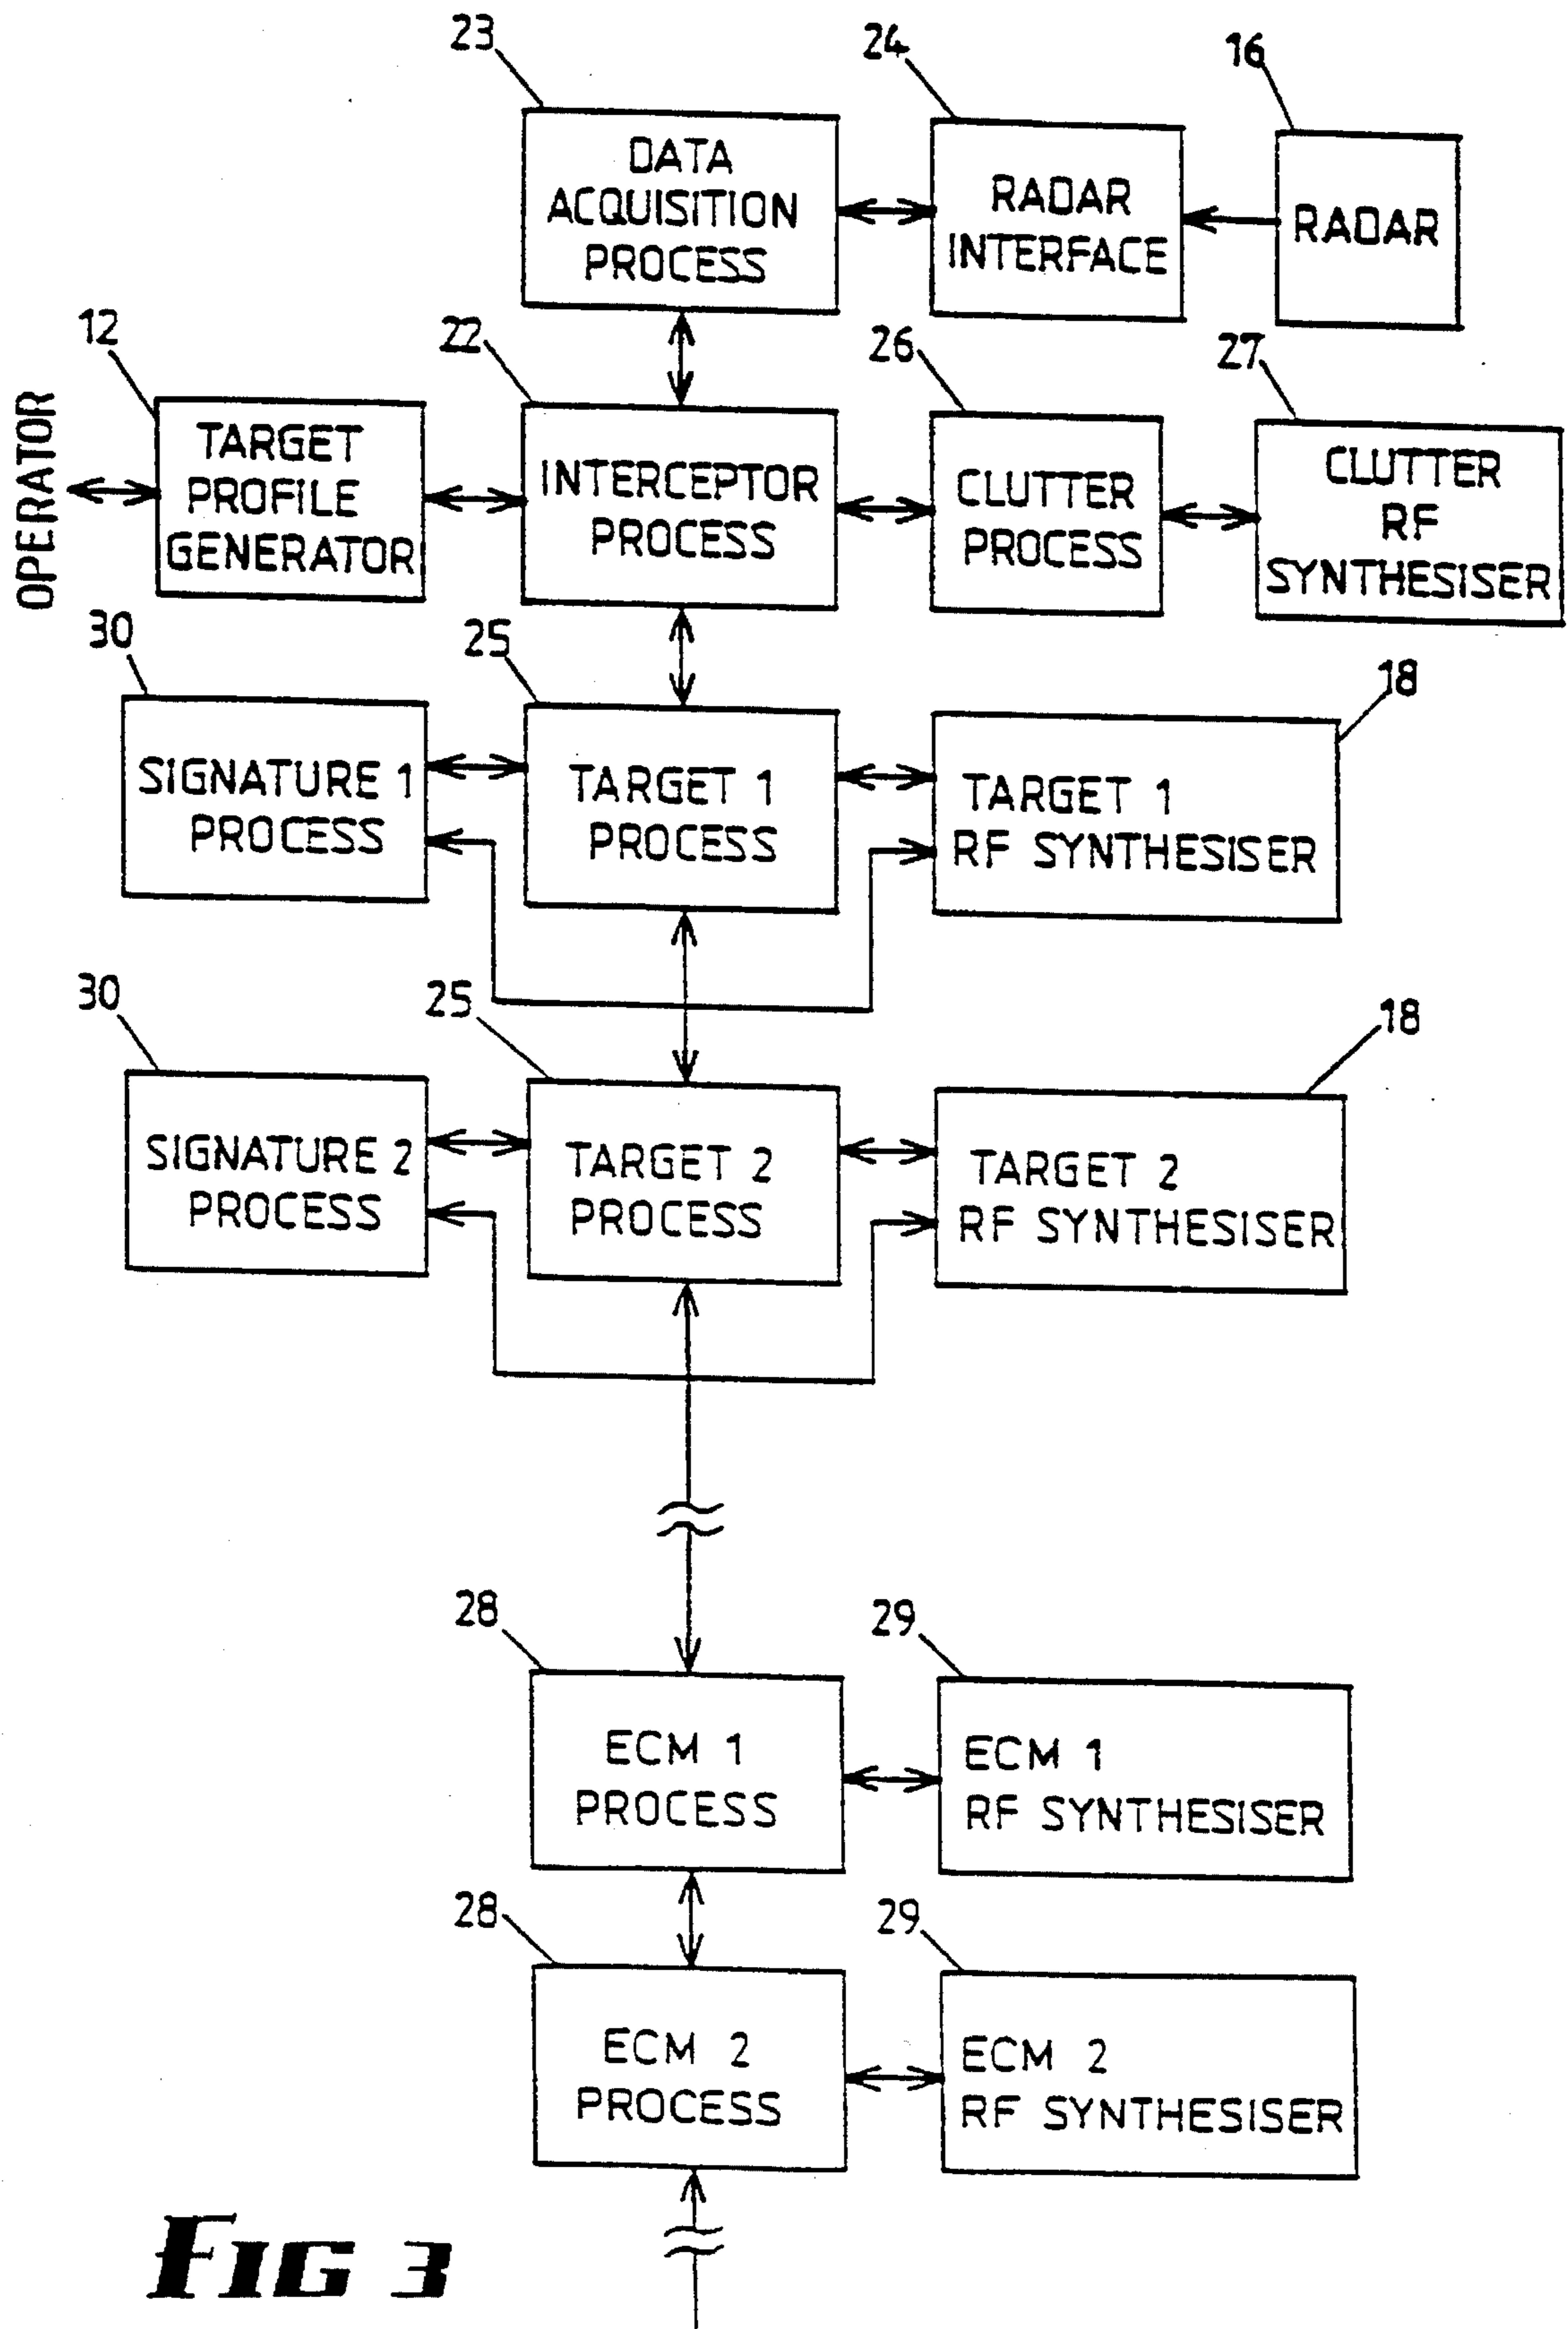 23
24
16
DATA
ACQUISITION
PROCESS
RADAR
INTERFACE
RADAR
12
22
26
27
OPERATOR
TARGET
PROFILE
GENERATOR
INTERCEPTOR
PROCESS
CLUTTER
PROCESS
CLUTTER
RF
SYNTHESISER
30
25
18
SIGNATURE 1
PROCESS
TARGET 1
PROCESS
TARGET 1
RF SYNTHESISER
30
25
18
SIGNATURE 2
PROCESS
TARGET 2
PROCESS
TARGET 2
RF SYNTHESISER
28
29
ECM 1
PROCESS
ECM 1
RF SYNTHESISER
28
29
ECM 2
PROCESS
ECM 2
RF SYNTHESISER
FIG 3